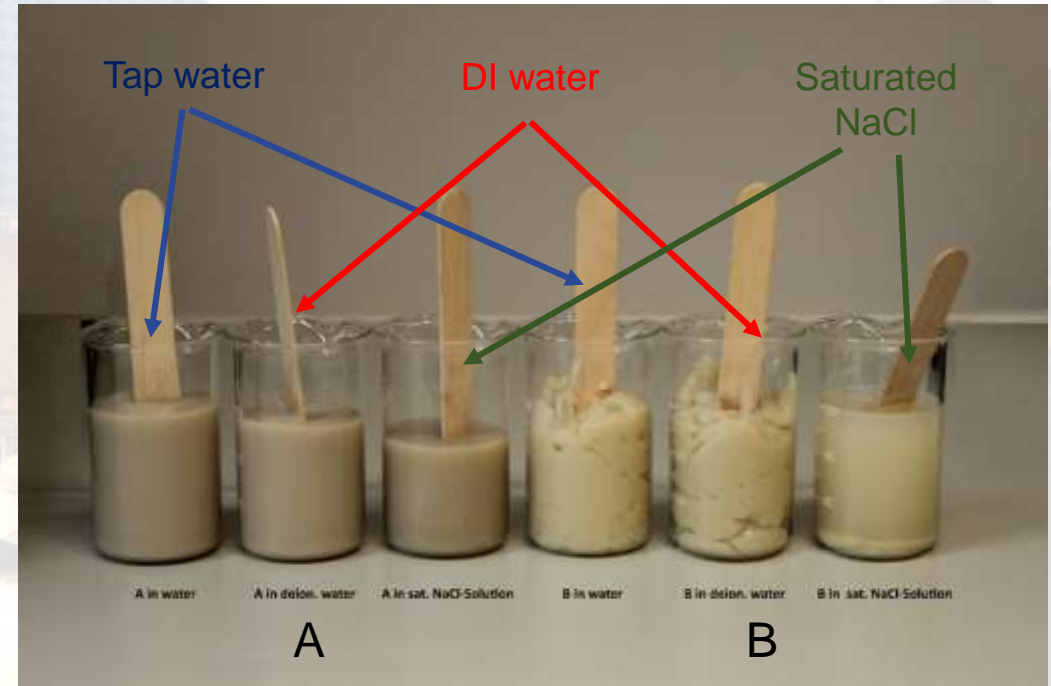 Tap water
DI water
Saturated
NaCl
A in water
A in deion. water
A in sat. NaCl-Solution
B in water
B in deion. water
B in sat. NaCl-Solution
A
B